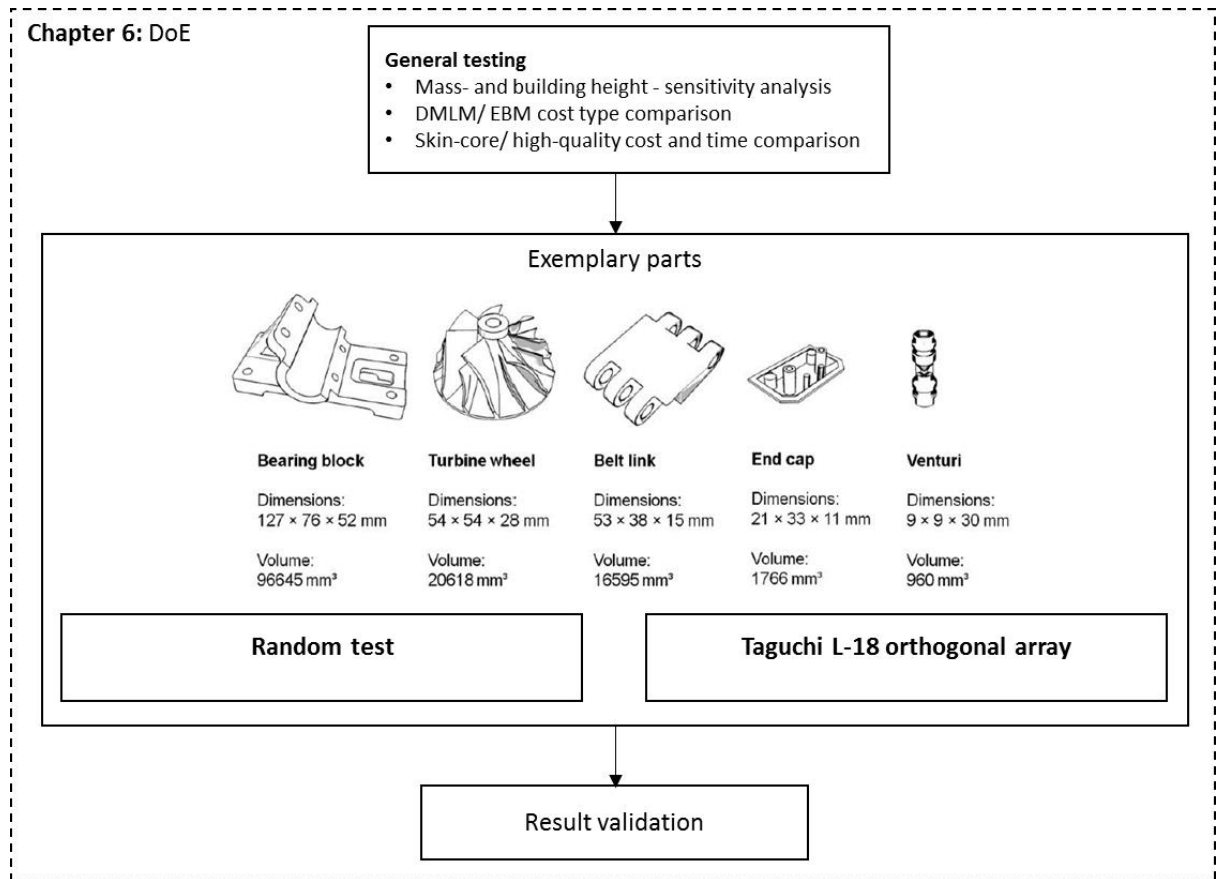 Chapter 6: DoE
General testing
• Mass- and building height - sensitivity analysis
• DMLM/ EBM cost type comparison
• Skin-core/ high-quality cost and time comparison
Exemplary parts
Bearing block
Dimensions:
127 × 76 × 52 mm
Volume:
96645 mm³
Turbine wheel
Dimensions:
54 × 54 × 28 mm
Volume:
20618 mm³
Belt link
Dimensions:
53 × 38 × 15 mm
Volume:
16595 mm³
End cap
Dimensions:
21 × 33 × 11 mm
Volume:
1766 mm³
Venturi
Dimensions:
9 × 9 × 30 mm
Volume:
960 mm³
Random test
Taguchi L-18 orthogonal array
Result validation